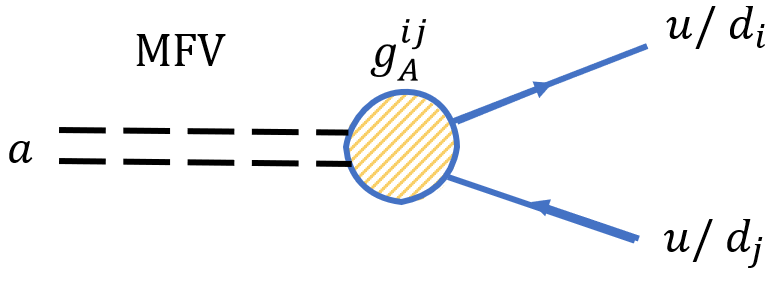 u/ d_i
MFV
g_A^{ij}
a
u/ d_j